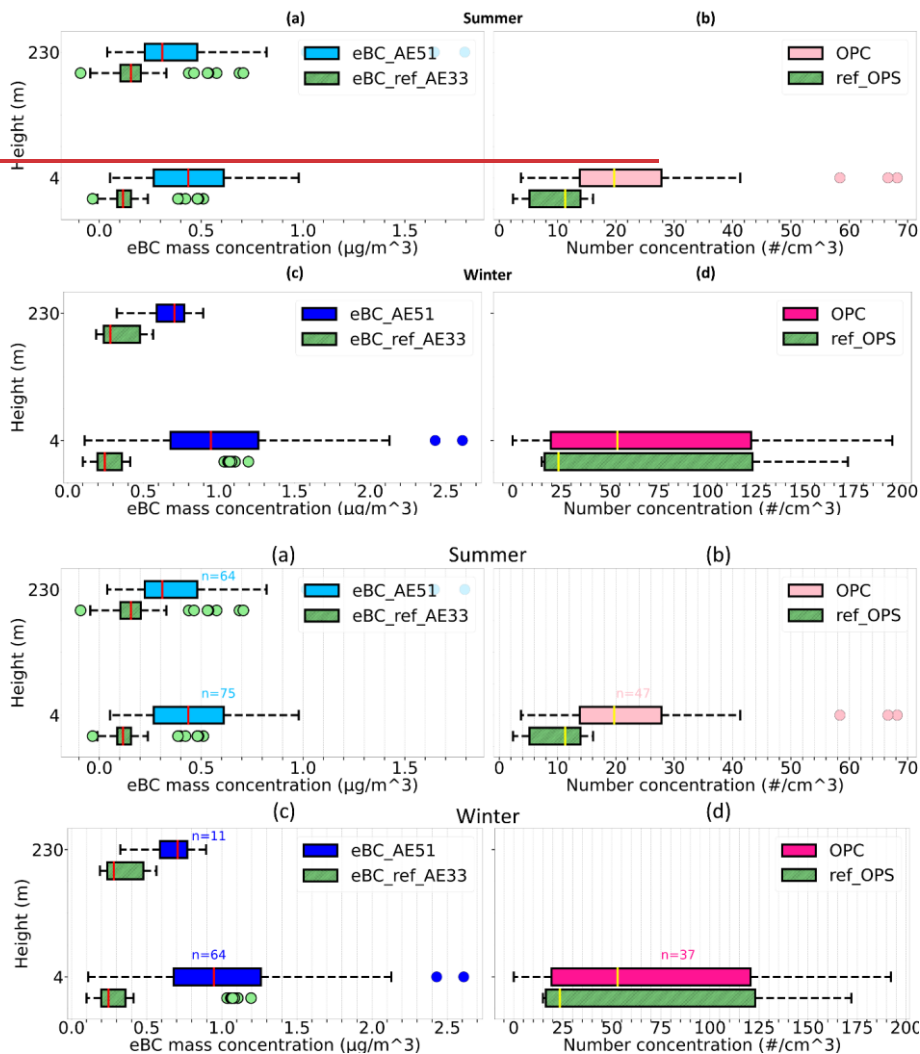 (a) Summer (b)
230
eBC_AE51
eBC_ref_AE33
OPC
ref_OPS
Height (m)
4
0.0 0.5 1.0 1.5
0 10 20 30 40 50 60 70
eBC mass concentration (µg/m^3)
Number concentration (#/cm^3)
(c) Winter (d)
230
eBC_AE51
eBC_ref_AE33
OPC
ref_OPS
Height (m)
4
0.0 0.5 1.0 1.5 2.0 2.5
0 25 50 75 100 125 150 175 200
eBC mass concentration (µg/m^3)
Number concentration (#/cm^3)
(a) Summer (b)
230
n=64
eBC_AE51
eBC_ref_AE33
OPC
ref_OPS
Height (m)
n=75
n=47
4
0.0 0.5 1.0 1.5
0 10 20 30 40 50 60 70
eBC mass concentration (µg/m^3)
Number concentration (#/cm^3)
(c) Winter (d)
n=11
230
eBC_AE51
eBC_ref_AE33
OPC
ref_OPS
Height (m)
n=64
n=37
4
0.0 0.5 1.0 1.5 2.0 2.5
0 25 50 75 100 125 150 175 200
eBC mass concentration (µg/m^3)
Number concentration (#/cm^3)